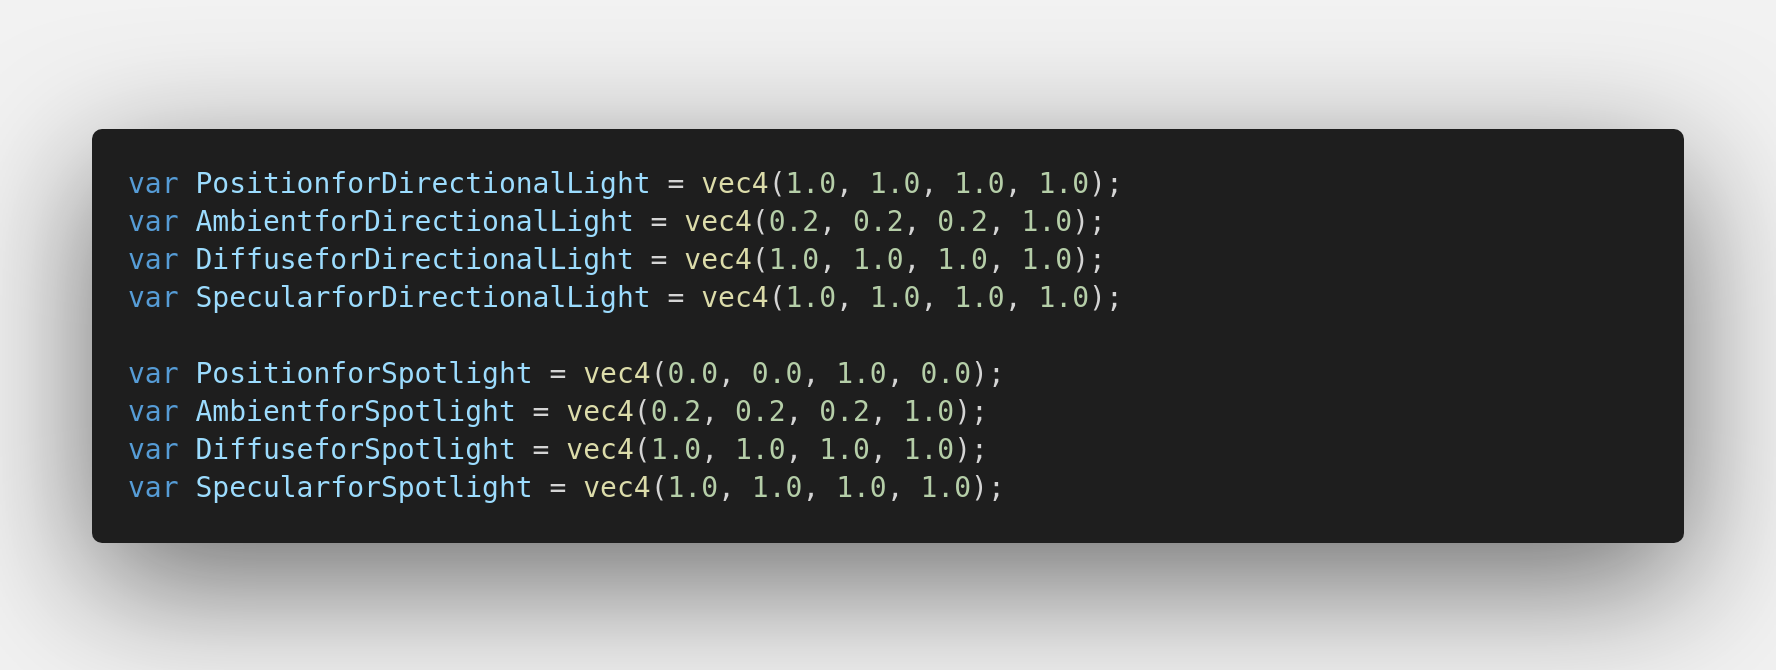 var PositionforDirectionalLight = vec4(1.0, 1.0, 1.0, 1.0);
var AmbientforDirectionalLight = vec4(0.2, 0.2, 0.2, 1.0);
var DiffuseforDirectionalLight = vec4(1.0, 1.0, 1.0, 1.0);
var SpecularforDirectionalLight = vec4(1.0, 1.0, 1.0, 1.0);

var PositionforSpotlight = vec4(0.0, 0.0, 1.0, 0.0);
var AmbientforSpotlight = vec4(0.2, 0.2, 0.2, 1.0);
var DiffuseforSpotlight = vec4(1.0, 1.0, 1.0, 1.0);
var SpecularforSpotlight = vec4(1.0, 1.0, 1.0, 1.0);